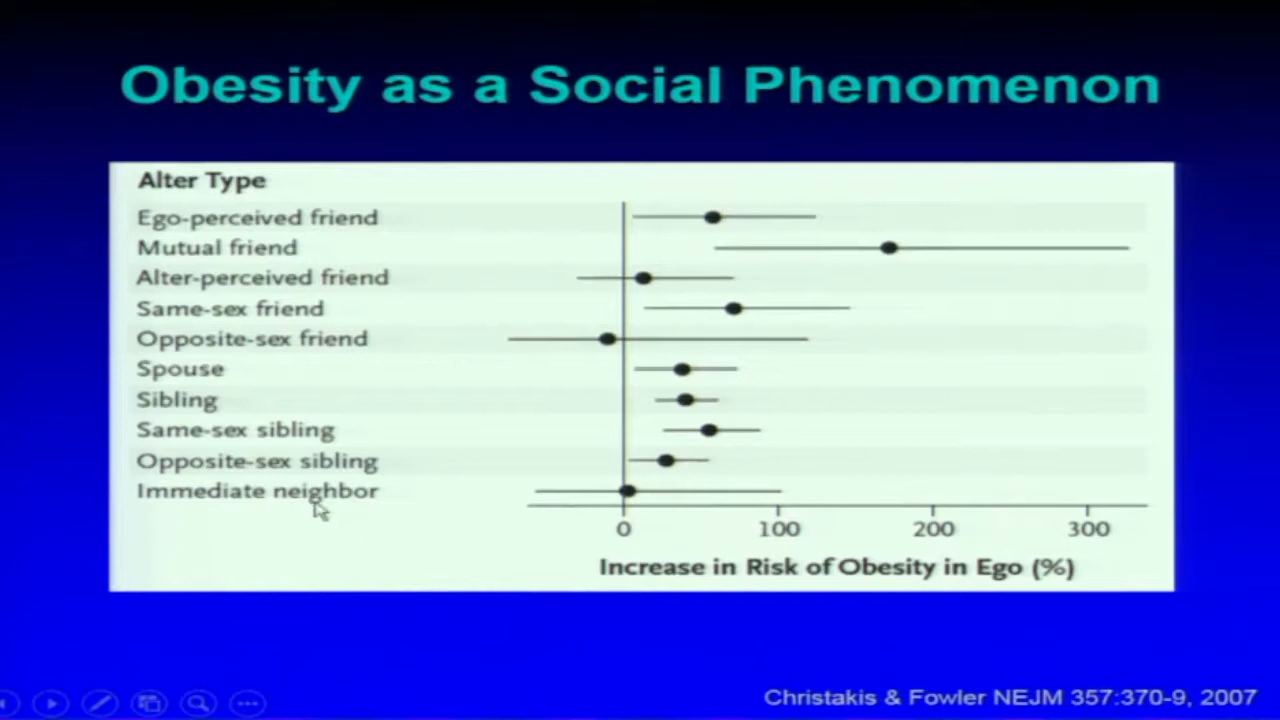 Obesity as a Social Phenomenon
Alter Type
Ego-perceived friend
Mutual friend
Alter-perceived friend
Same-sex friend
Opposite-sex friend
Spouse
Sibling
Same-sex sibling
Opposite-sex sibling
Immediate neighbor
0 100 200 300
Increase in Risk of Obesity in Ego (%)
Christakis & Fowler NEJM 357:370-9, 2007